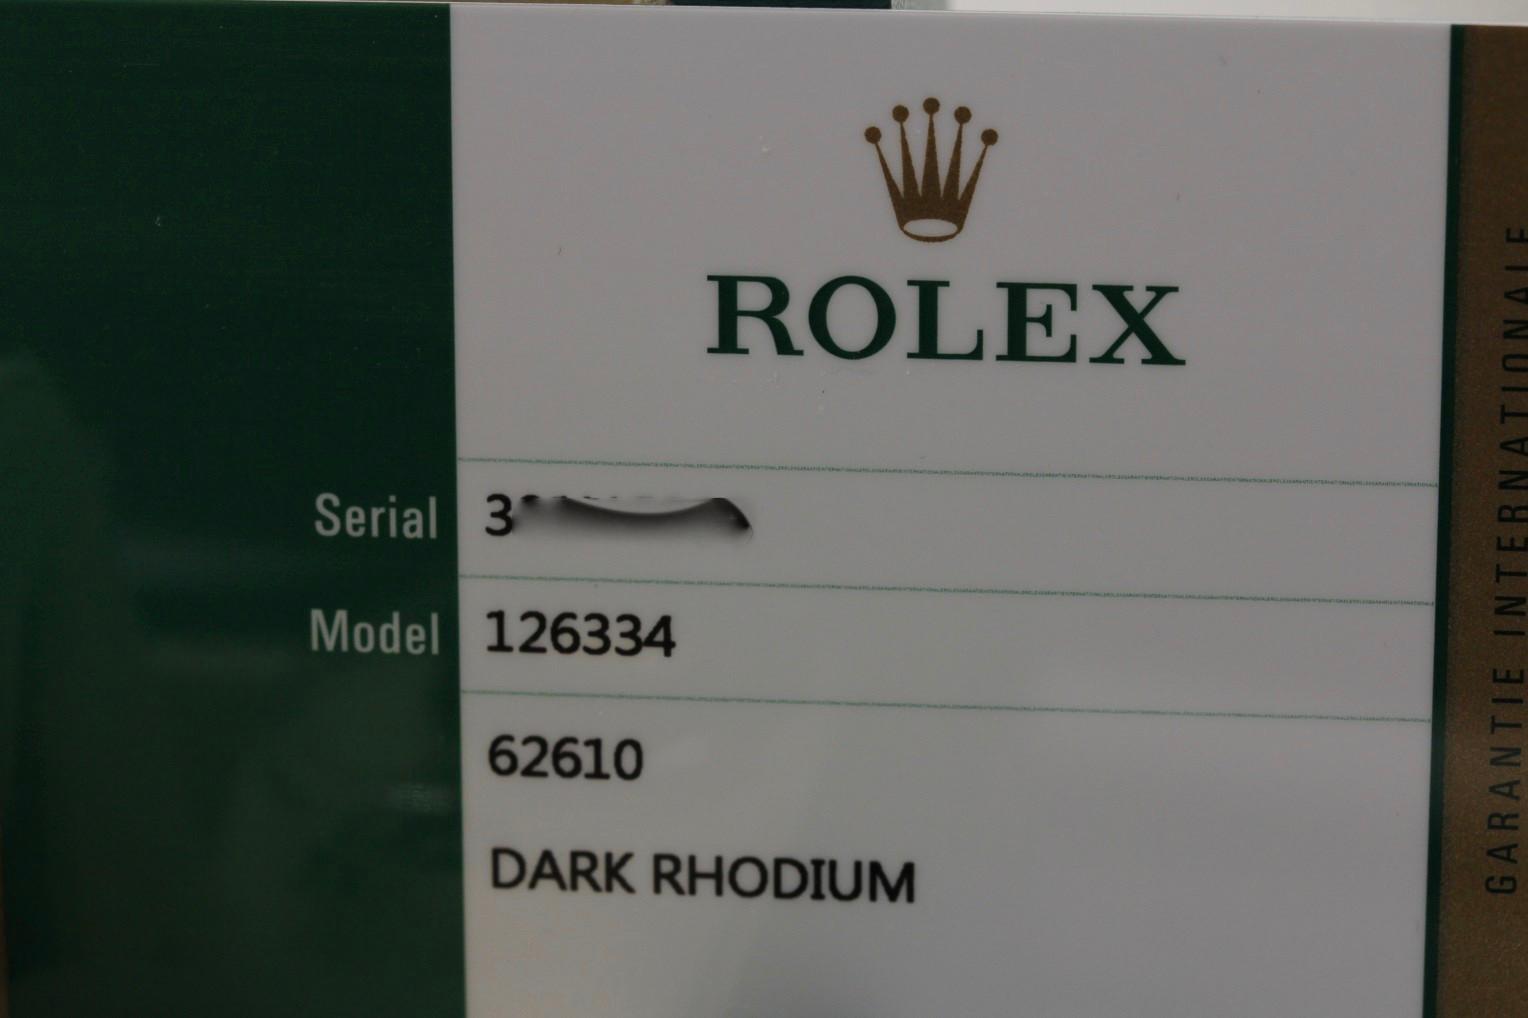 ROLEX
Serial 3
Model 126334
62610
DARK RHODIUM
GARANTIE INTERNATIONALE